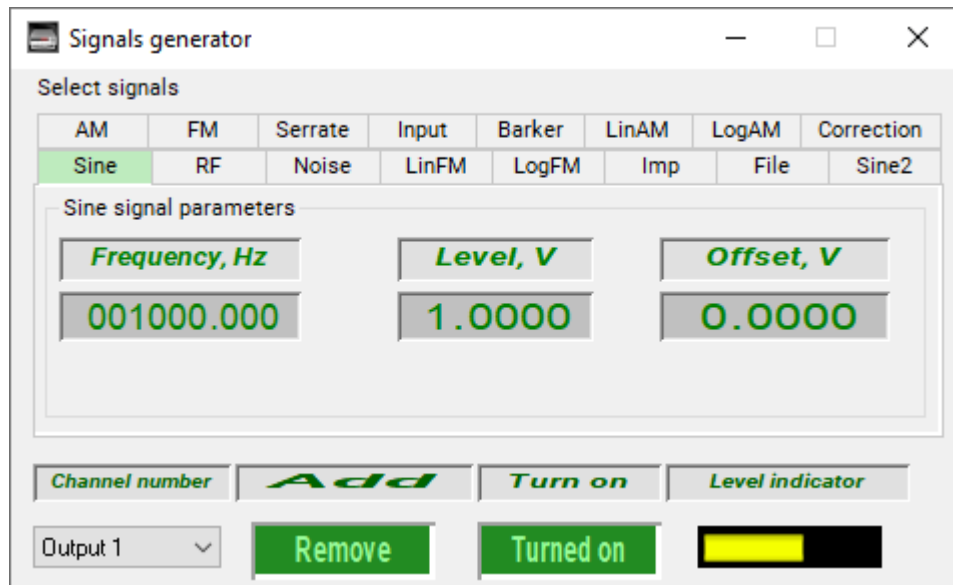 Signals generator
Select signals
AM FM Serrate Input Barker LinAM LogAM Correction
Sine RF Noise LinFM LogFM Imp File Sine2
Sine signal parameters
Frequency, Hz Level, V Offset, V
001000.000 1.0000 0.0000
Channel number Add Turn on Level indicator
Output 1 Remove Turned on